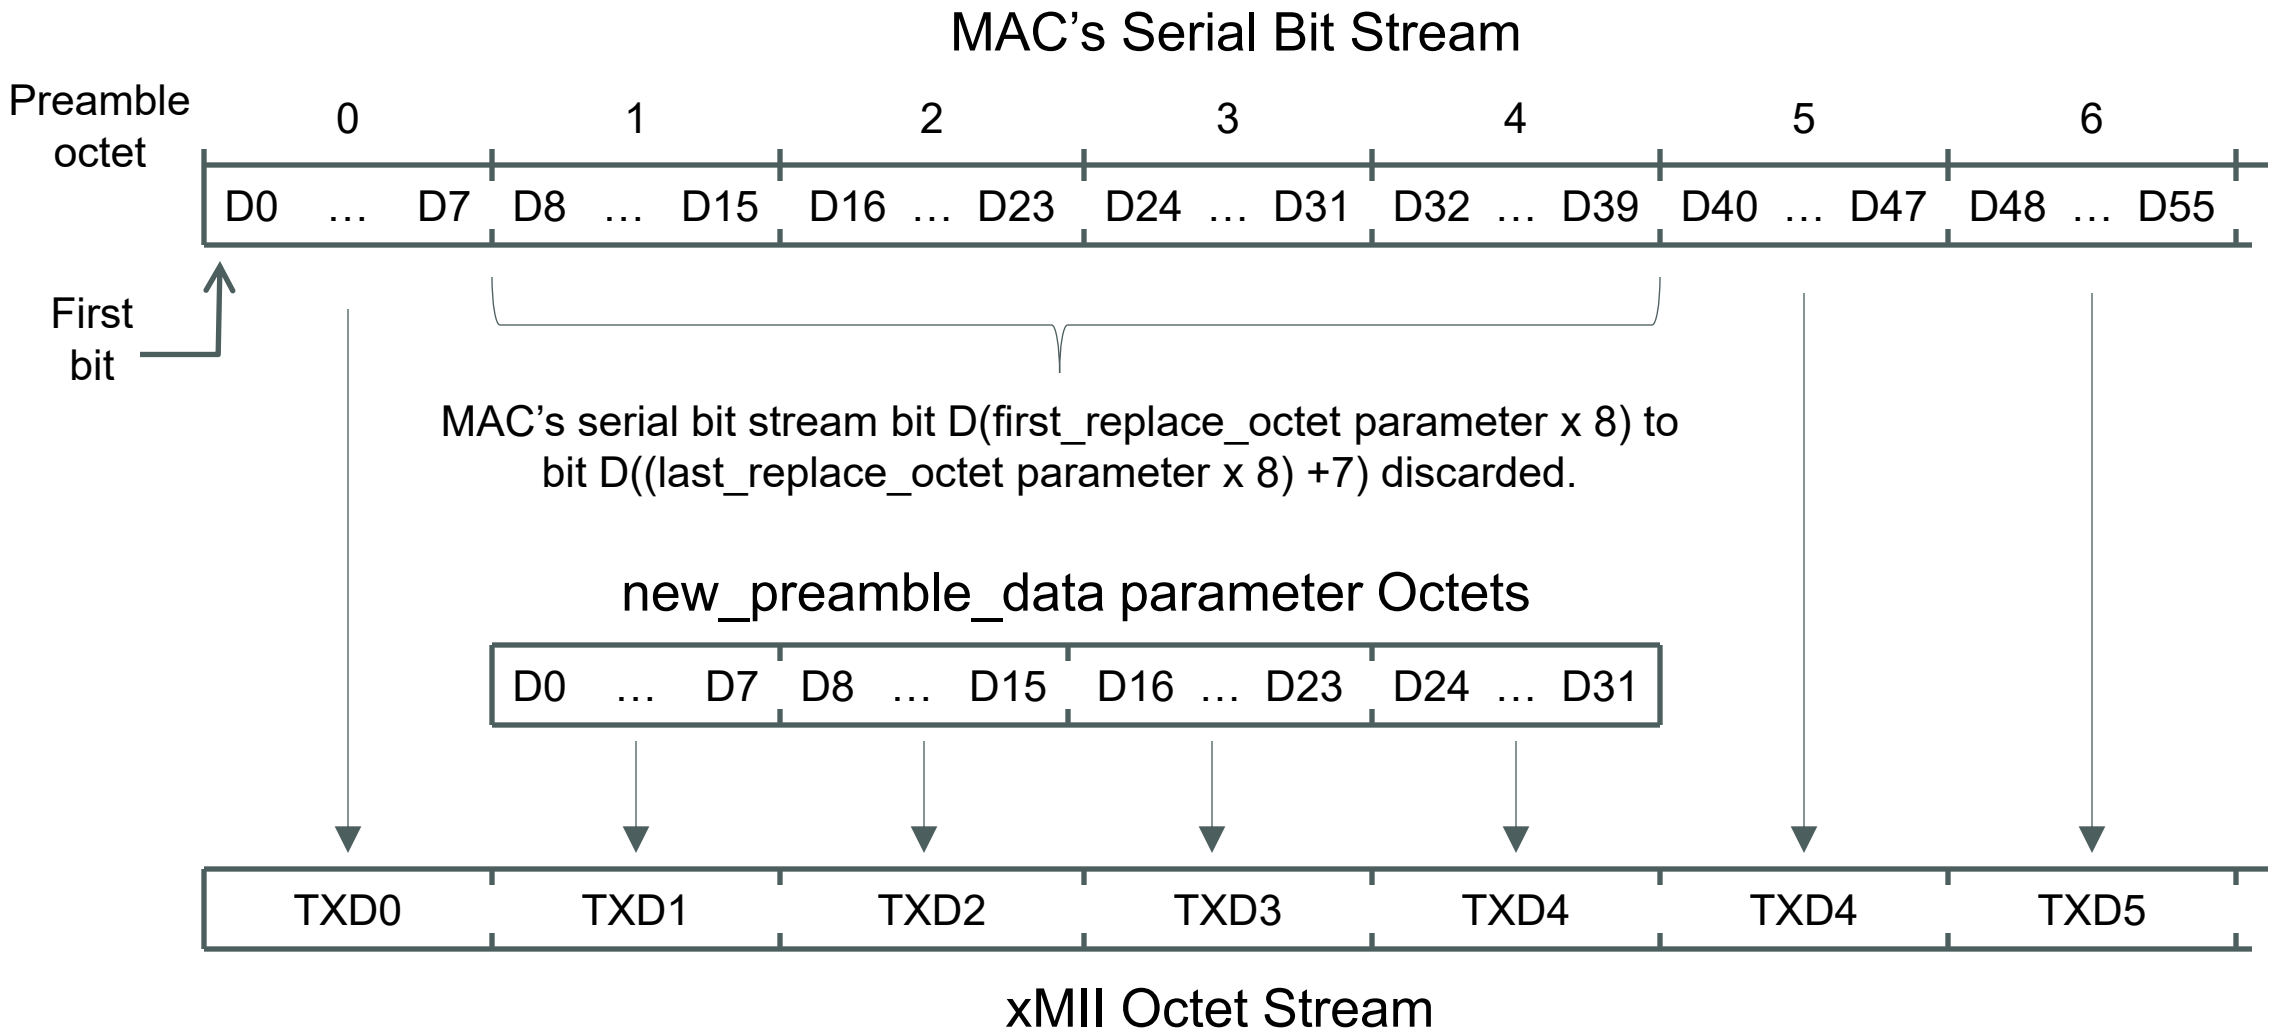 MAC’s Serial Bit Stream
Preamble
octet
0 1 2 3 4 5 6
D0 … D7 D8 … D15 D16 … D23 D24 … D31 D32 … D39 D40 … D47 D48 … D55
First
bit
MAC’s serial bit stream bit D(first_replace_octet parameter x 8) to
bit D((last_replace_octet parameter x 8) +7) discarded.
new_preamble_data parameter Octets
D0 … D7 D8 … D15 D16 … D23 D24 … D31
TXD0 TXD1 TXD2 TXD3 TXD4 TXD4 TXD5
xMII Octet Stream